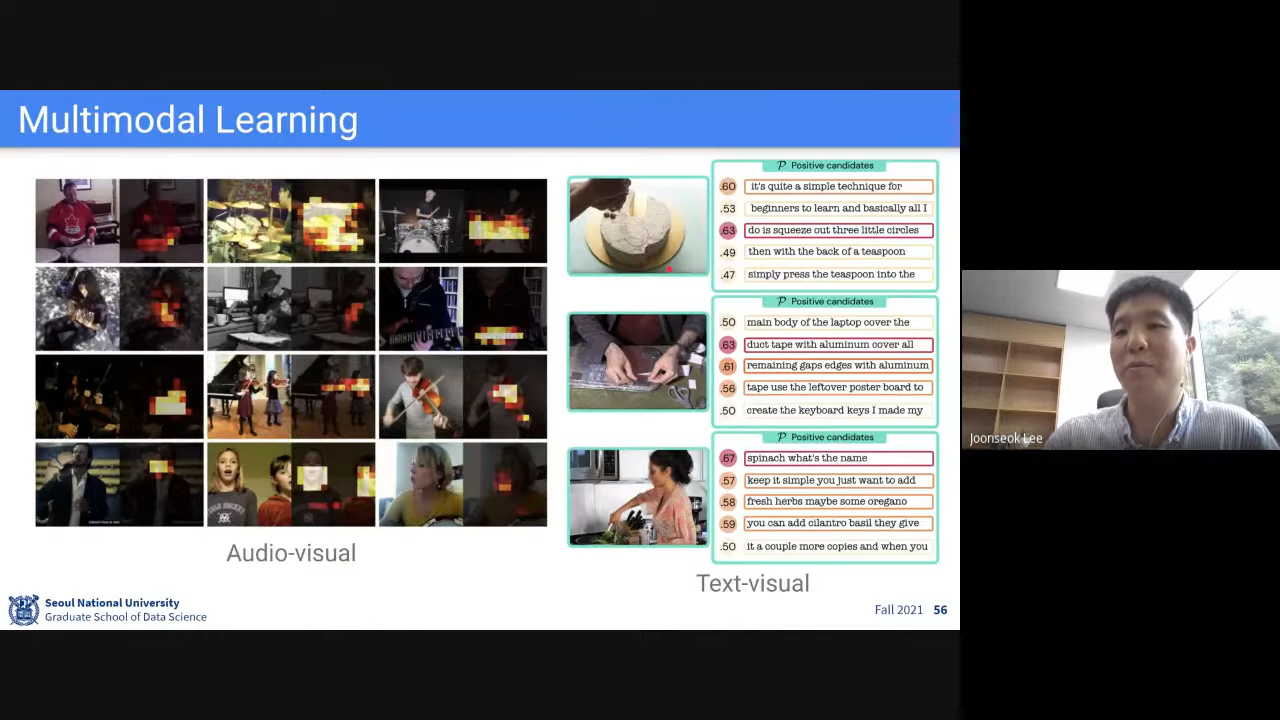 Multimodal Learning
P Positive candidates
.60 it's quite a simple technique for
.53 beginners to learn and basically all I
.63 do is squeeze out three little circles
.49 then with the back of a teaspoon
.47 simply press the teaspoon into the
P Positive candidates
.50 main body of the laptop cover the
.63 duct tape with aluminum cover all
.61 remaining gaps edges with aluminum
.56 tape use the leftover poster board to
.50 create the keyboard keys I made my
P Positive candidates
.67 spinach what's the name
.57 keep it simple you just want to add
.58 fresh herbs maybe some oregano
.59 you can add cilantro basil they give
.50 it a couple more copies and when you
Audio-visual
Text-visual
Seoul National University
Graduate School of Data Science
Fall 2021 56
Joonseok Lee